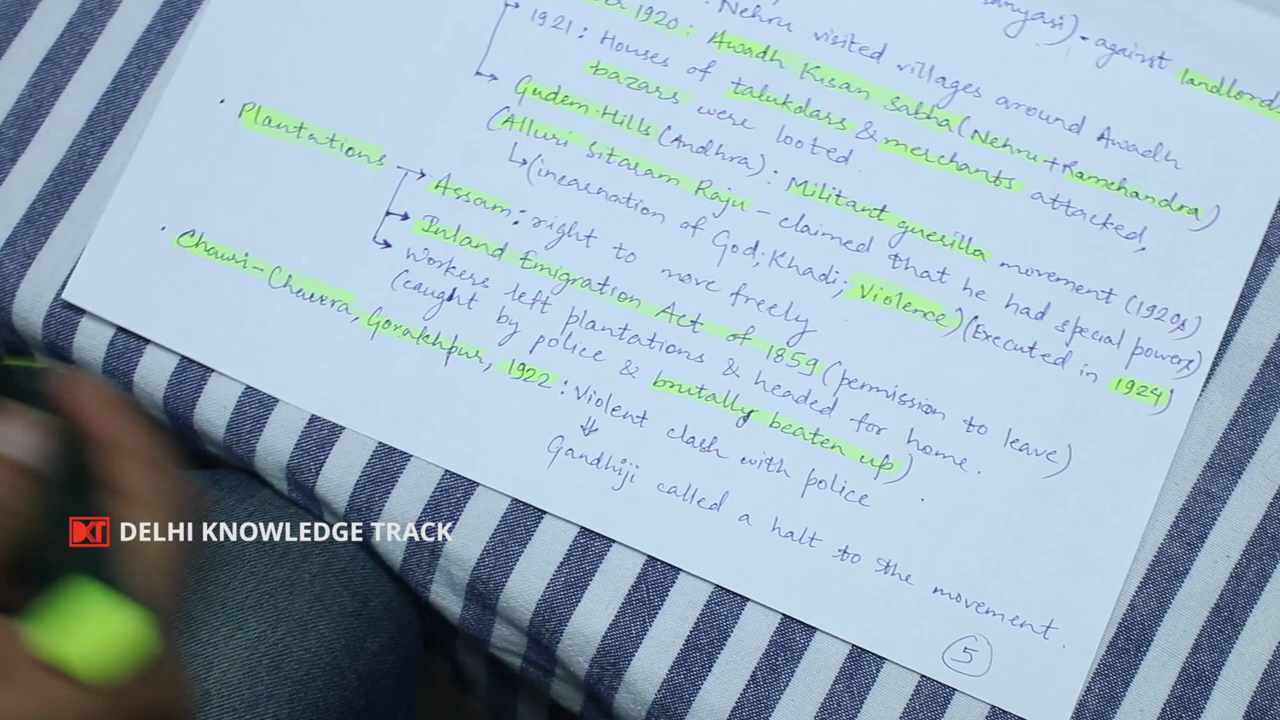 sanyasi) - against landlord
: Nehru visited villages around Awadh
1920: Awadh Kisan Sabha (Nehru + Ramchandra)
1921: Houses of talukdars & merchants attacked,
bazars were looted
Gudem Hills (Andhra): Militant guerilla movement (1920s)
(Alluri Sitaram Raju - claimed that he had special powers)
(incarnation of God; Khadi; Violence) (Executed in 1924)
• Plantations
Assam: right to move freely
Inland Emigration Act of 1859 (permission to leave)
Workers left plantations & headed for home.
(caught by police & brutally beaten up)
• Chauri-Chaura, Gorakhpur, 1922: Violent clash with police
Gandhiji called a halt to the movement.
5
DKT DELHI KNOWLEDGE TRACK